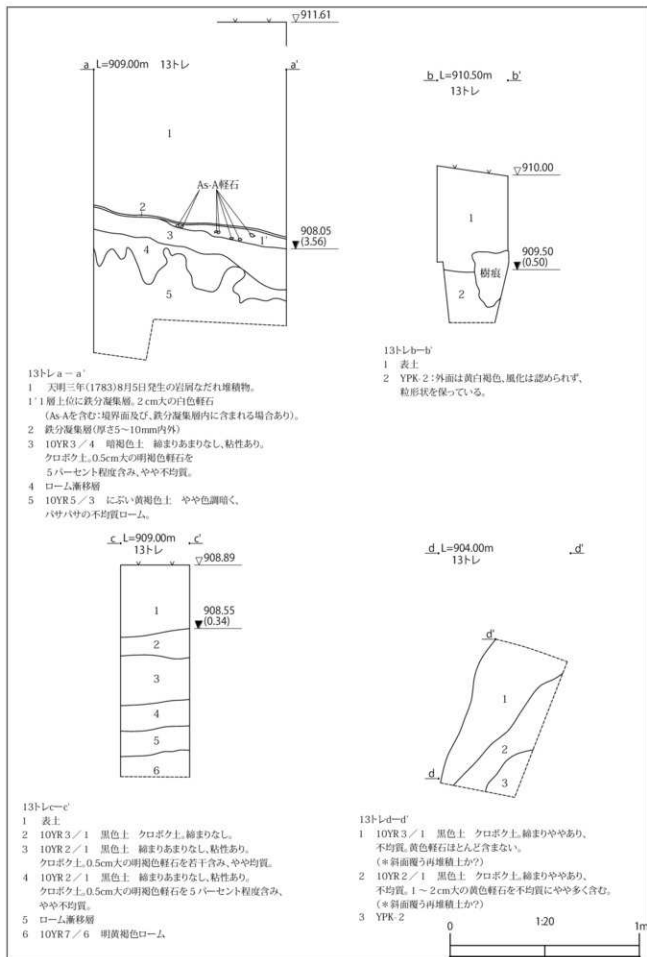 ▽911.61
a L=909.00m 13トレ a'
1
As-A軽石
2
3
1'
4
5
908.05
(3.56)
b L=910.50m b'
13トレ
▽910.00
1
909.50
(0.50)
樹痕
2
13トレa－a'
1 天明三年(1783)8月5日発生の岩屑なだれ堆積物。
1' 1層上位に鉄分凝集層。2cm大の白色軽石
(As-Aを含む:境界面及び、鉄分凝集層内に含まれる場合あり)。
2 鉄分凝集層(厚さ5〜10mm内外)
3 10YR3／4 暗褐色土 締まりあまりなし、粘性あり。
クロボク土。0.5cm大の明褐色軽石を
5パーセント程度含み、やや不均質。
4 ローム漸移層
5 10YR5／3 にぶい黄褐色土 やや色調暗く、
パサパサの不均質ローム。
13トレb─b'
1 表土
2 YPK-2:外面は黄白褐色、風化は認められず、
粒形状を保っている。
c L=909.00m c'
13トレ
▽908.89
1
908.55
(0.34)
2
3
4
5
6
d L=904.00m d'
13トレ
d'
1
2
3
d
13トレc─c'
1 表土
2 10YR3／1 黒色土 クロボク土。締まりなし。
3 10YR2／1 黒色土 締まりあまりなし、粘性あり。
クロボク土。0.5cm大の明褐色軽石を若干含み、やや均質。
4 10YR2／1 黒色土 締まりあまりなし、粘性あり。
クロボク土。0.5cm大の明褐色軽石を5パーセント程度含み、
やや不均質。
5 ローム漸移層
6 10YR7／6 明黄褐色ローム
13トレd─d'
1 10YR3／1 黒色土 クロボク土。締まりややあり、
不均質。黄色軽石ほとんど含まない。
(＊斜面覆う再堆積土か?)
2 10YR2／1 黒色土 クロボク土。締まりややあり、
不均質。1〜2cm大の黄色軽石を不均質にやや多く含む。
(＊斜面覆う再堆積土か?)
3 YPK-2
0 1:20 1m